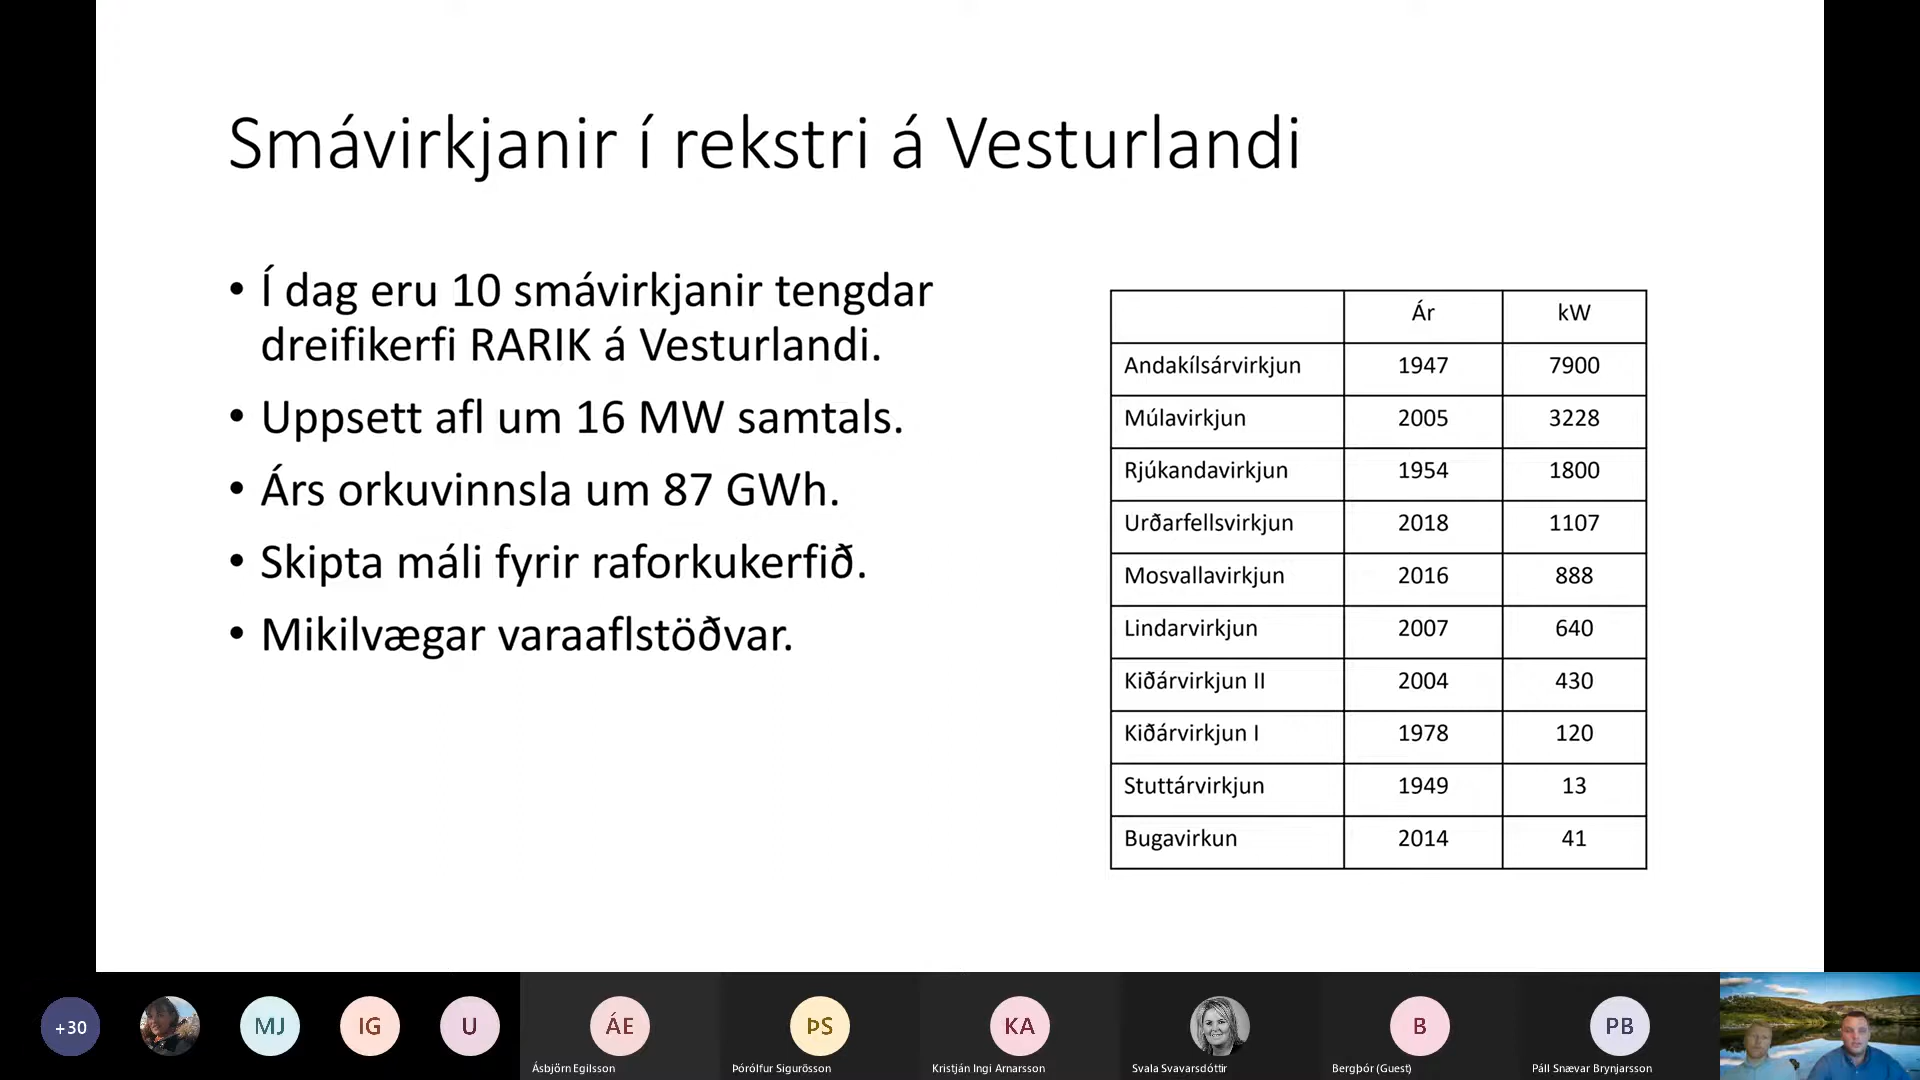 Smávirkjanir í rekstri á Vesturlandi
• Í dag eru 10 smávirkjanir tengdar
dreifikerfi RARIK á Vesturlandi.
• Uppsett afl um 16 MW samtals.
• Árs orkuvinnsla um 87 GWh.
• Skipta máli fyrir raforkukerfið.
• Mikilvægar varaaflstöðvar.
Ár kW
Andakílsárvirkjun 1947 7900
Múlavirkjun 2005 3228
Rjúkandavirkjun 1954 1800
Urðarfellsvirkjun 2018 1107
Mosvallavirkjun 2016 888
Lindarvirkjun 2007 640
Kiðárvirkjun II 2004 430
Kiðárvirkjun I 1978 120
Stuttárvirkjun 1949 13
Bugavirkun 2014 41
+30 MJ IG U ÁE ÞS KA B PB
Ásbjörn Egilsson Þórólfur Sigurðsson Kristján Ingi Arnarsson Svala Svavarsdóttir Bergþór (Guest) Páll Snævar Brynjarsson